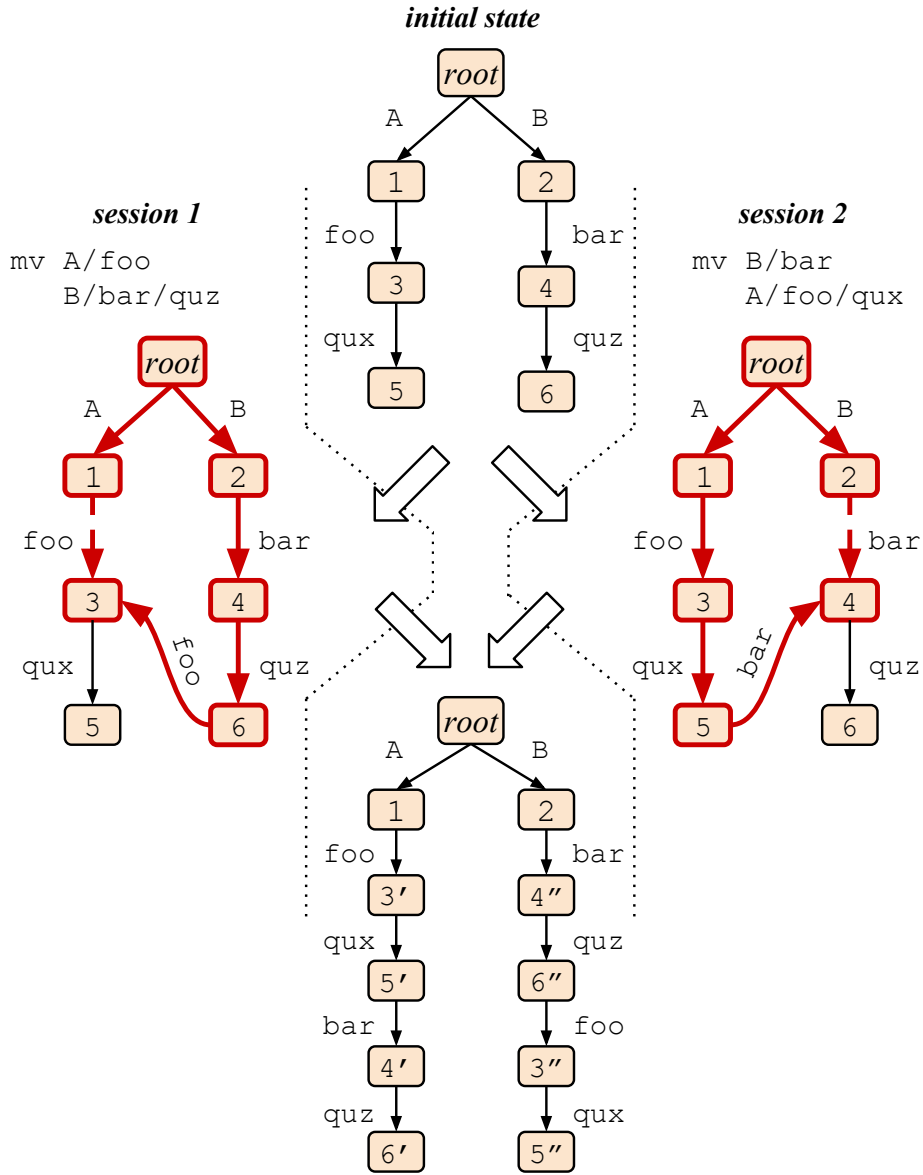 initial state
root
A B
1 2
foo bar
3 4
qux quz
5 6
session 1
mv A/foo
B/bar/quz
root
A B
1 2
foo bar
3 4
qux foo quz
5 6
session 2
mv B/bar
A/foo/qux
root
A B
1 2
foo bar
3 4
qux bar quz
5 6
root
A B
1 2
foo bar
3′ 4″
qux quz
5′ 6″
bar foo
4′ 3″
quz qux
6′ 5″